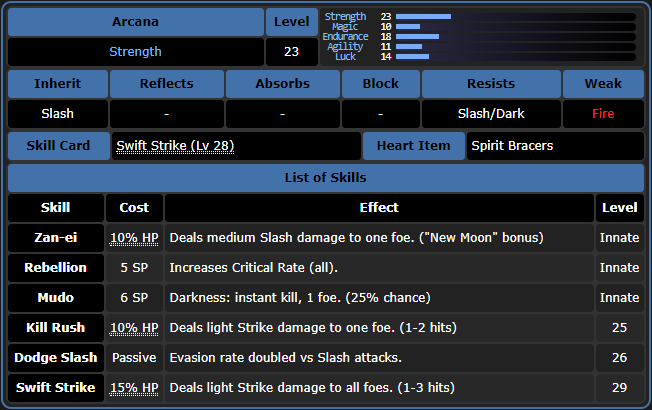 Arcana Level
Strength 23
Strength 23
Magic 10
Endurance 18
Agility 11
Luck 14
Inherit Reflects Absorbs Block Resists Weak
Slash - - - Slash/Dark Fire
Skill Card Swift Strike (Lv 28) Heart Item Spirit Bracers
List of Skills
Skill Cost Effect Level
Zan-ei 10% HP Deals medium Slash damage to one foe. ("New Moon" bonus) Innate
Rebellion 5 SP Increases Critical Rate (all). Innate
Mudo 6 SP Darkness: instant kill, 1 foe. (25% chance) Innate
Kill Rush 10% HP Deals light Strike damage to one foe. (1-2 hits) 25
Dodge Slash Passive Evasion rate doubled vs Slash attacks. 26
Swift Strike 15% HP Deals light Strike damage to all foes. (1-3 hits) 29